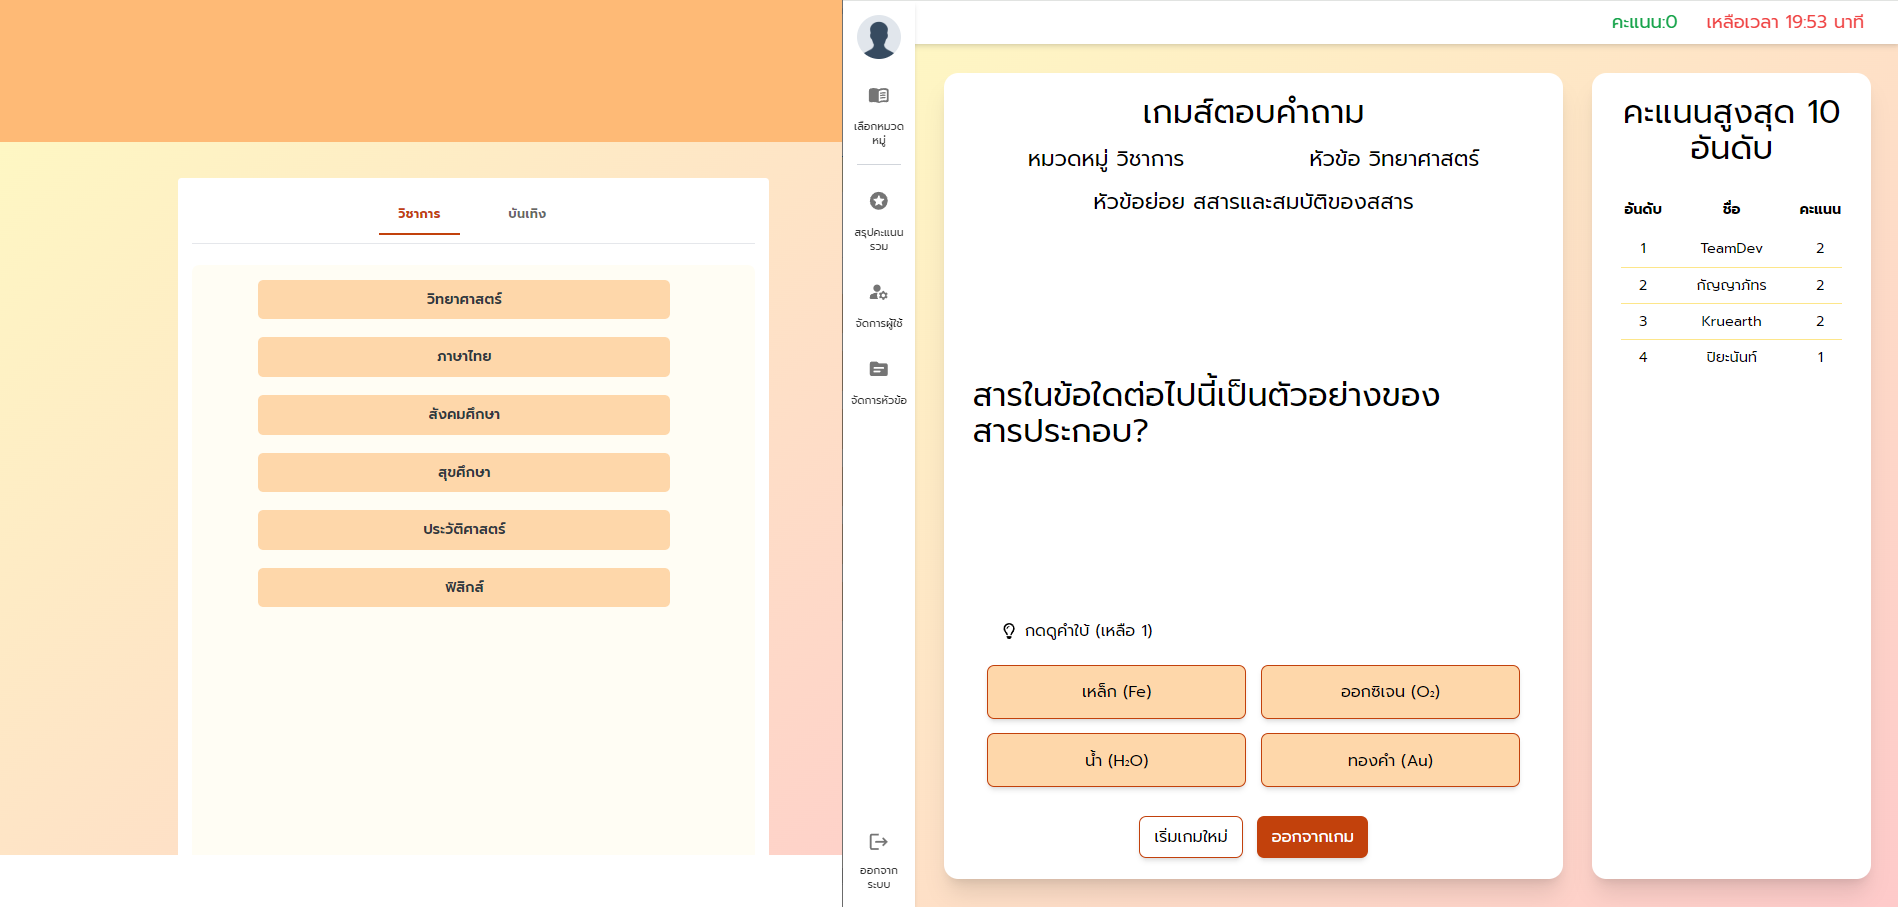 วิชาการ
บันเทิง
วิทยาศาสตร์
ภาษาไทย
สังคมศึกษา
สุขศึกษา
ประวัติศาสตร์
ฟิสิกส์
เลือกหมวด
หมู่
สรุปคะแนน
รวม
จัดการผู้ใช้
จัดการหัวข้อ
ออกจาก
ระบบ
คะแนน:0 เหลือเวลา 19:53 นาที
เกมส์ตอบคำถาม
หมวดหมู่ วิชาการ หัวข้อ วิทยาศาสตร์
หัวข้อย่อย สสารและสมบัติของสสาร
สารในข้อใดต่อไปนี้เป็นตัวอย่างของ
สารประกอบ?
กดดูคำใบ้ (เหลือ 1)
เหล็ก (Fe)
ออกซิเจน (O₂)
น้ำ (H₂O)
ทองคำ (Au)
เริ่มเกมใหม่
ออกจากเกม
คะแนนสูงสุด 10
อันดับ
อันดับ ชื่อ คะแนน
1 TeamDev 2
2 กัญญาภัทร 2
3 Kruearth 2
4 ปิยะนันท์ 1